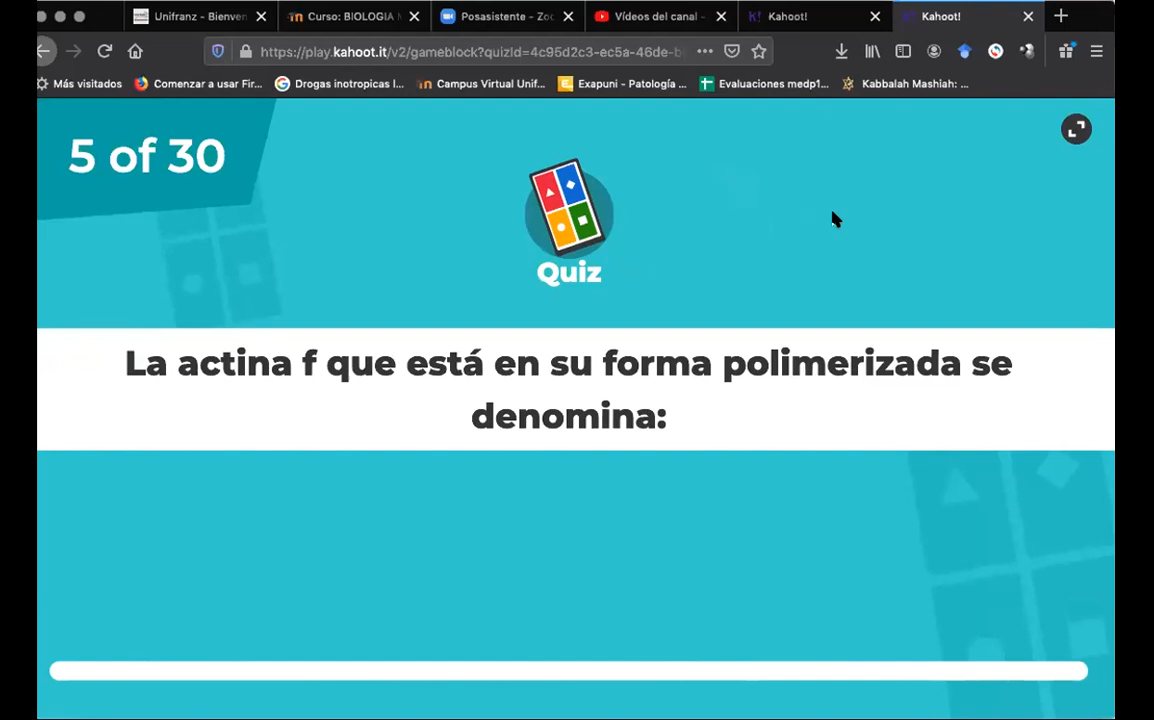 Unifranz - Bienven
Curso: BIOLOGIA M
Posasistente - Zoo
Vídeos del canal -
Kahoot!
Kahoot!
https://play.kahoot.it/v2/gameblock?quizId=4c95d2c3-ec5a-46de-b
Más visitados
Comenzar a usar Fir...
Drogas inotropicas I...
Campus Virtual Unif...
Exapuni - Patología ...
Evaluaciones medp1...
Kabbalah Mashiah: ...
5 of 30
Quiz
La actina f que está en su forma polimerizada se
denomina: